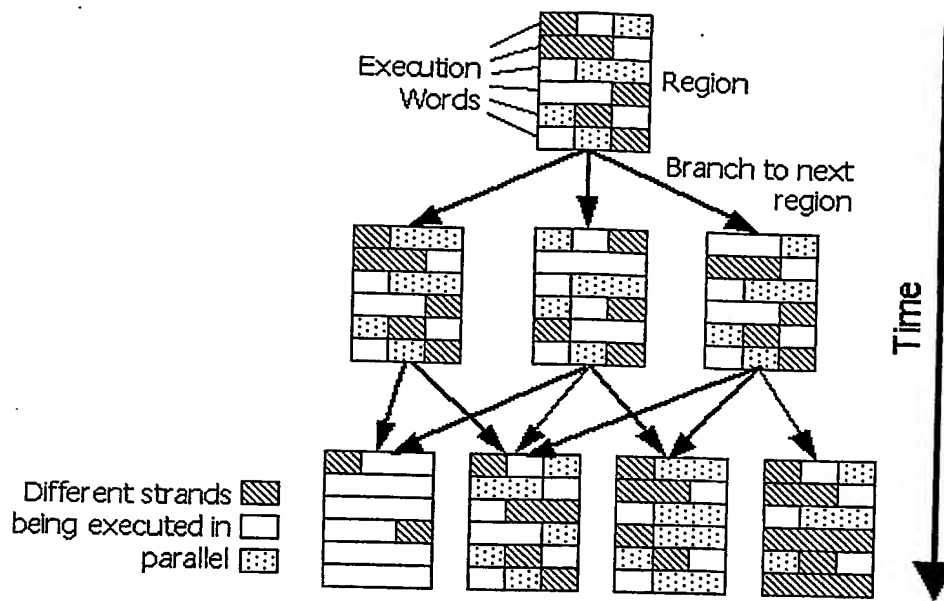 Execution
Words
Region
Branch to next
region
Time
Different strands
being executed in
parallel